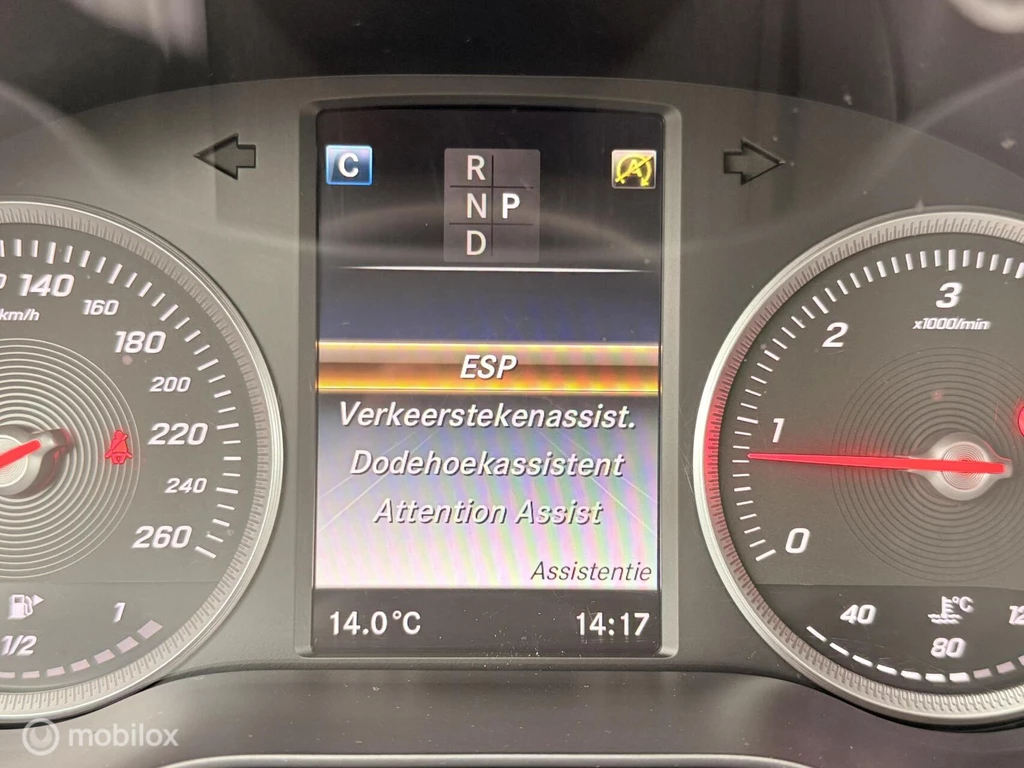 C
R
N P
D
A
140
km/h
160
180
200
220
240
260
1/2
1
ESP
Verkeerstekenassist.
Dodehoekassistent
Attention Assist
Assistentie
14.0°C
14:17
3
x1000/min
2
1
0
40
°C
80
mobilox